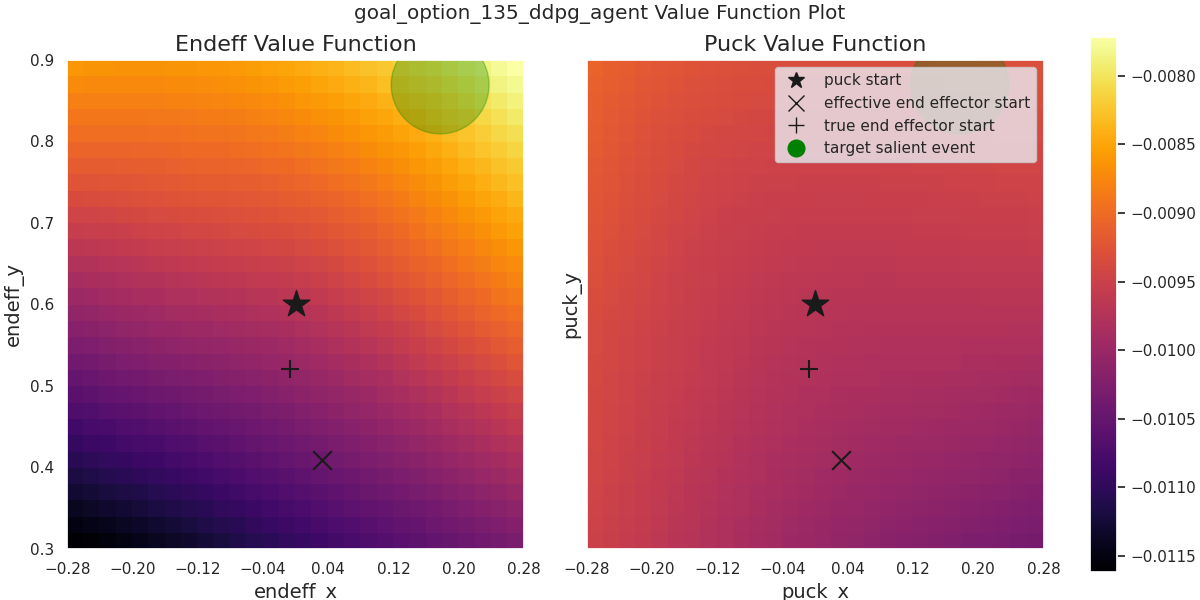 goal_option_135_ddpg_agent Value Function Plot
Endeff Value Function
Puck Value Function
0.9
0.8
0.7
0.6
0.5
0.4
0.3
endeff_y
−0.28 −0.20 −0.12 −0.04 0.04 0.12 0.20 0.28
endeff_x
puck start
effective end effector start
true end effector start
target salient event
puck_y
−0.28 −0.20 −0.12 −0.04 0.04 0.12 0.20 0.28
puck_x
−0.0080
−0.0085
−0.0090
−0.0095
−0.0100
−0.0105
−0.0110
−0.0115